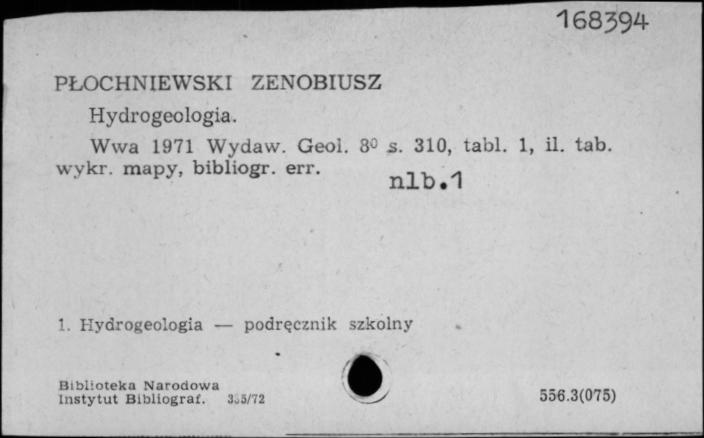 168394
PŁOCHNIEWSKI ZENOBIUSZ
Hydrogeologia.
Wwa 1971 Wydaw. Geol. 8º s. 310, tabl. 1, il. tab.
wykr. mapy, bibliogr. err.
nlb.1
1. Hydrogeologia — podręcznik szkolny
Biblioteka Narodowa
Instytut Bibliograf.
556.3(075)